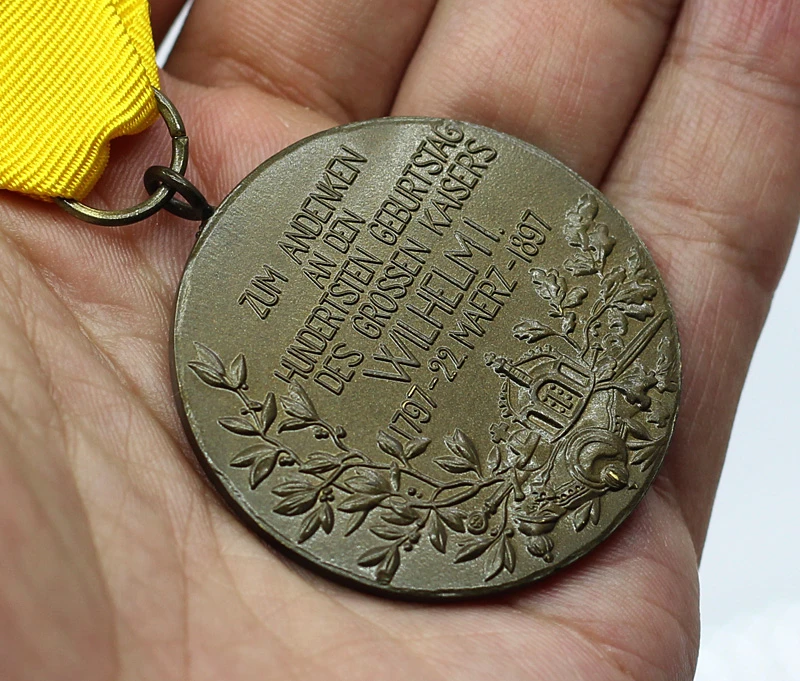 ZUM ANDENKEN
AN DEN
HUNDERTSTEN GEBURTSTAG
DES GROSSEN KAISERS
WILHELM I.
1797-22. MAERZ-1897